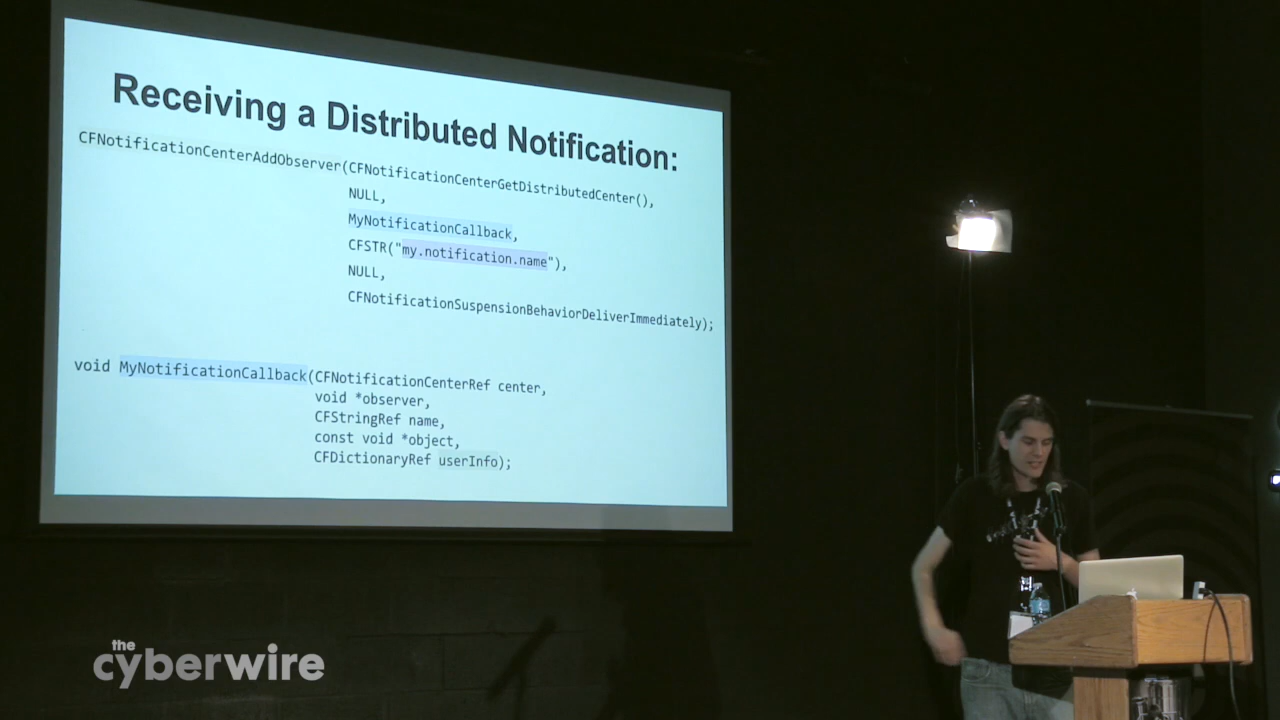 Receiving a Distributed Notification:
CFNotificationCenterAddObserver(CFNotificationCenterGetDistributedCenter(),
NULL,
MyNotificationCallback,
CFSTR("my.notification.name"),
NULL,
CFNotificationSuspensionBehaviorDeliverImmediately);
void MyNotificationCallback(CFNotificationCenterRef center,
void *observer,
CFStringRef name,
const void *object,
CFDictionaryRef userInfo);
the
cyberwire